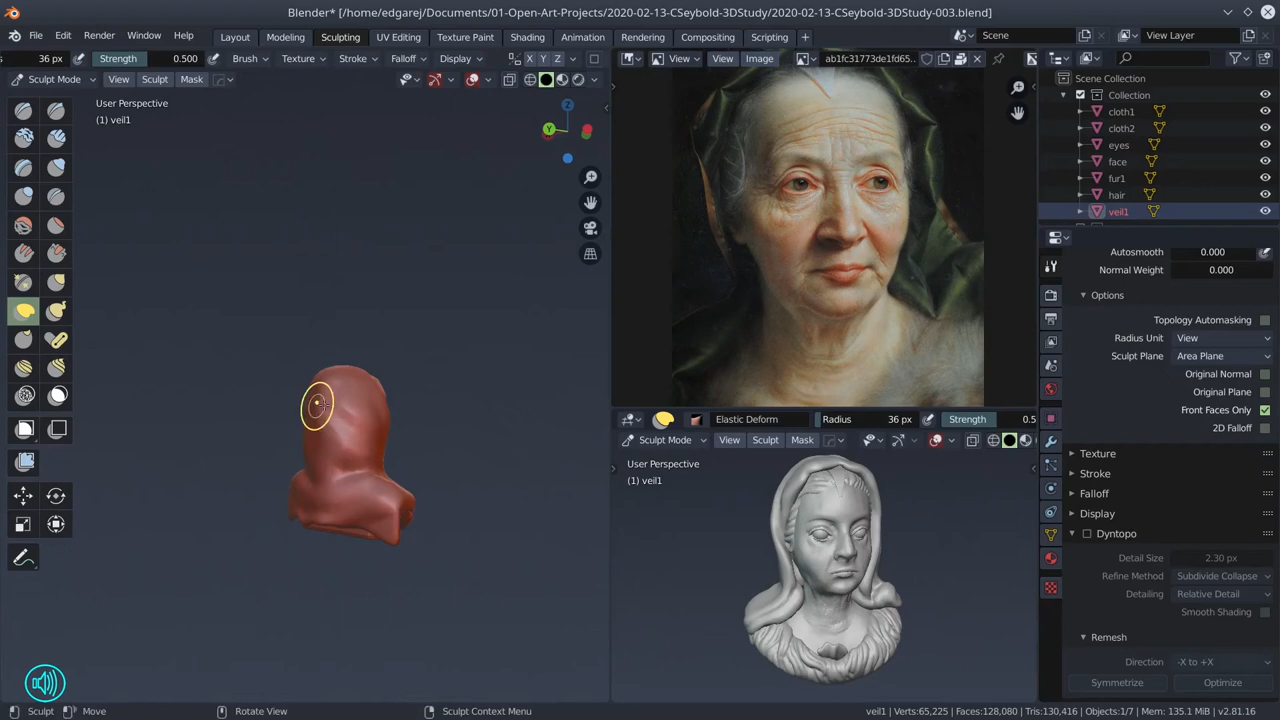 Blender* [/home/edgarej/Documents/01-Open-Art-Projects/2020-02-13-CSeybold-3DStudy/2020-02-13-CSeybold-3DStudy-003.blend]
File Edit Render Window Help Layout Modeling Sculpting UV Editing Texture Paint Shading Animation Rendering Compositing Scripting + Scene View Layer
36 px Strength 0.500 Brush Texture Stroke Falloff Display X Y Z View View Image ab1fc31773de1fd65..
Sculpt Mode View Sculpt Mask
User Perspective
(1) veil1
Z
Y
Scene Collection
Collection
cloth1
cloth2
eyes
face
fur1
hair
veil1
Autosmooth 0.000
Normal Weight 0.000
Options
Topology Automasking
Radius Unit View
Sculpt Plane Area Plane
Original Normal
Original Plane
Front Faces Only
2D Falloff
Texture
Stroke
Falloff
Display
Dyntopo
Detail Size 2.30 px
Refine Method Subdivide Collapse
Detailing Relative Detail
Smooth Shading
Remesh
Direction -X to +X
Symmetrize Optimize
Elastic Deform Radius 36 px Strength 0.5
Sculpt Mode View Sculpt Mask
User Perspective
(1) veil1
Sculpt Move Rotate View Sculpt Context Menu veil1 | Verts:65,225 | Faces:128,080 | Tris:130,416 | Objects:1/7 | Mem: 135.1 MiB | v2.81.16